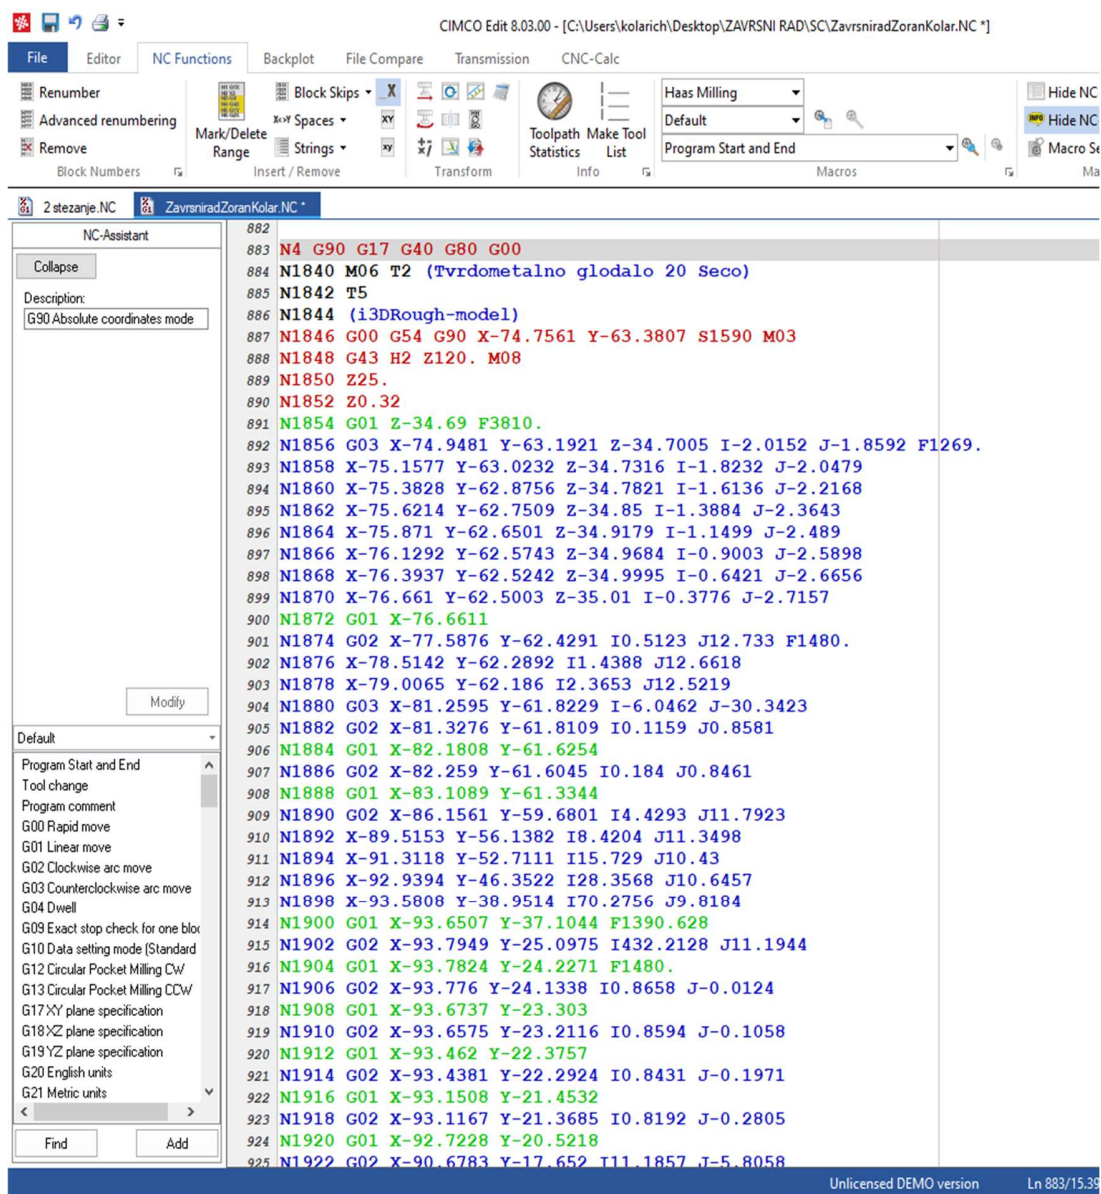 CIMCO Edit 8.03.00 - [C:\Users\kolarich\Desktop\ZAVRSNI RAD\SC\ZavrsniradZoranKolar.NC *]
File Editor NC Functions Backplot File Compare Transmission CNC-Calc
Renumber
Advanced renumbering
Remove
Block Numbers
Mark/Delete
Range
Block Skips
Spaces
Strings
Insert / Remove
Transform
Toolpath
Statistics
Make Tool
List
Info
Haas Milling
Default
Program Start and End
Macros
Hide NC
Hide NC
Macro Se
Ma
2 stezanje.NC ZavrsniradZoranKolar.NC *
NC-Assistant
Collapse
Description:
G90 Absolute coordinates mode
Modify
Default
Program Start and End
Tool change
Program comment
G00 Rapid move
G01 Linear move
G02 Clockwise arc move
G03 Counterclockwise arc move
G04 Dwell
G09 Exact stop check for one bloc
G10 Data setting mode (Standard
G12 Circular Pocket Milling CW
G13 Circular Pocket Milling CCW
G17 XY plane specification
G18 XZ plane specification
G19 YZ plane specification
G20 English units
G21 Metric units
Find Add
882
883 N4 G90 G17 G40 G80 G00
884 N1840 M06 T2 (Tvrdometalno glodalo 20 Seco)
885 N1842 T5
886 N1844 (i3DRough-model)
887 N1846 G00 G54 G90 X-74.7561 Y-63.3807 S1590 M03
888 N1848 G43 H2 Z120. M08
889 N1850 Z25.
890 N1852 Z0.32
891 N1854 G01 Z-34.69 F3810.
892 N1856 G03 X-74.9481 Y-63.1921 Z-34.7005 I-2.0152 J-1.8592 F1269.
893 N1858 X-75.1577 Y-63.0232 Z-34.7316 I-1.8232 J-2.0479
894 N1860 X-75.3828 Y-62.8756 Z-34.7821 I-1.6136 J-2.2168
895 N1862 X-75.6214 Y-62.7509 Z-34.85 I-1.3884 J-2.3643
896 N1864 X-75.871 Y-62.6501 Z-34.9179 I-1.1499 J-2.489
897 N1866 X-76.1292 Y-62.5743 Z-34.9684 I-0.9003 J-2.5898
898 N1868 X-76.3937 Y-62.5242 Z-34.9995 I-0.6421 J-2.6656
899 N1870 X-76.661 Y-62.5003 Z-35.01 I-0.3776 J-2.7157
900 N1872 G01 X-76.6611
901 N1874 G02 X-77.5876 Y-62.4291 I0.5123 J12.733 F1480.
902 N1876 X-78.5142 Y-62.2892 I1.4388 J12.6618
903 N1878 X-79.0065 Y-62.186 I2.3653 J12.5219
904 N1880 G03 X-81.2595 Y-61.8229 I-6.0462 J-30.3423
905 N1882 G02 X-81.3276 Y-61.8109 I0.1159 J0.8581
906 N1884 G01 X-82.1808 Y-61.6254
907 N1886 G02 X-82.259 Y-61.6045 I0.184 J0.8461
908 N1888 G01 X-83.1089 Y-61.3344
909 N1890 G02 X-86.1561 Y-59.6801 I4.4293 J11.7923
910 N1892 X-89.5153 Y-56.1382 I8.4204 J11.3498
911 N1894 X-91.3118 Y-52.7111 I15.729 J10.43
912 N1896 X-92.9394 Y-46.3522 I28.3568 J10.6457
913 N1898 X-93.5808 Y-38.9514 I70.2756 J9.8184
914 N1900 G01 X-93.6507 Y-37.1044 F1390.628
915 N1902 G02 X-93.7949 Y-25.0975 I432.2128 J11.1944
916 N1904 G01 X-93.7824 Y-24.2271 F1480.
917 N1906 G02 X-93.776 Y-24.1338 I0.8658 J-0.0124
918 N1908 G01 X-93.6737 Y-23.303
919 N1910 G02 X-93.6575 Y-23.2116 I0.8594 J-0.1058
920 N1912 G01 X-93.462 Y-22.3757
921 N1914 G02 X-93.4381 Y-22.2924 I0.8431 J-0.1971
922 N1916 G01 X-93.1508 Y-21.4532
923 N1918 G02 X-93.1167 Y-21.3685 I0.8192 J-0.2805
924 N1920 G01 X-92.7228 Y-20.5218
925 N1922 G02 X-90.6783 Y-17.652 I11.1857 J-5.8058
Unlicensed DEMO version Ln 883/15.39